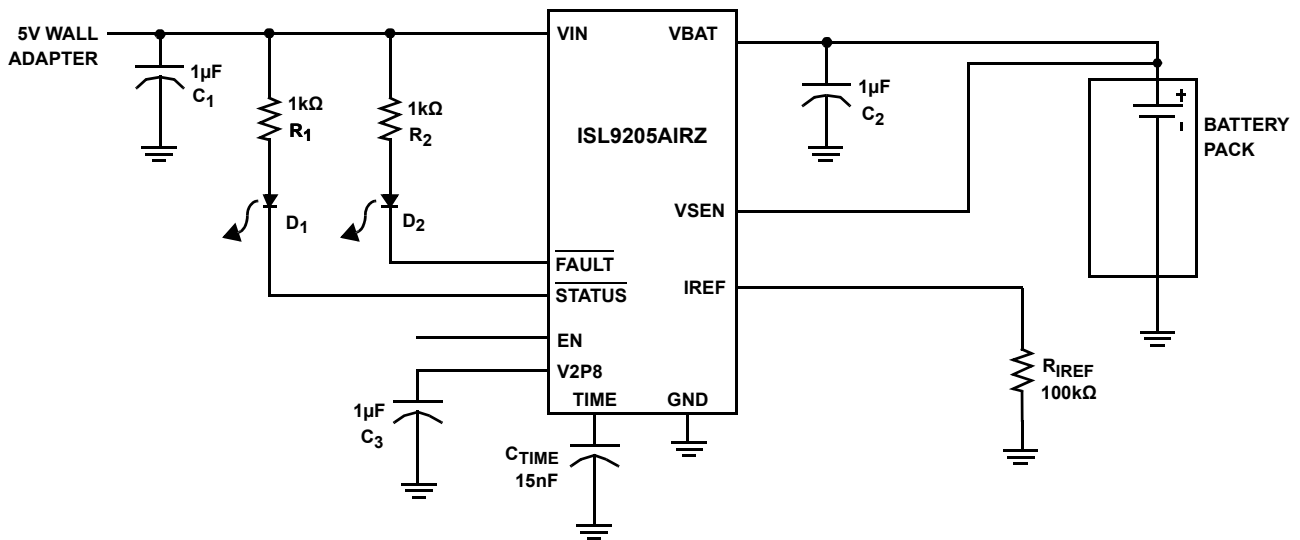 5V WALL
ADAPTER
1µF
C1
1kΩ
R1
1kΩ
R2
D1
D2
VIN
VBAT
ISL9205AIRZ
VSEN
FAULT
STATUS
IREF
EN
V2P8
TIME
GND
1µF
C2
+
-
BATTERY
PACK
RIREF
100kΩ
1µF
C3
CTIME
15nF